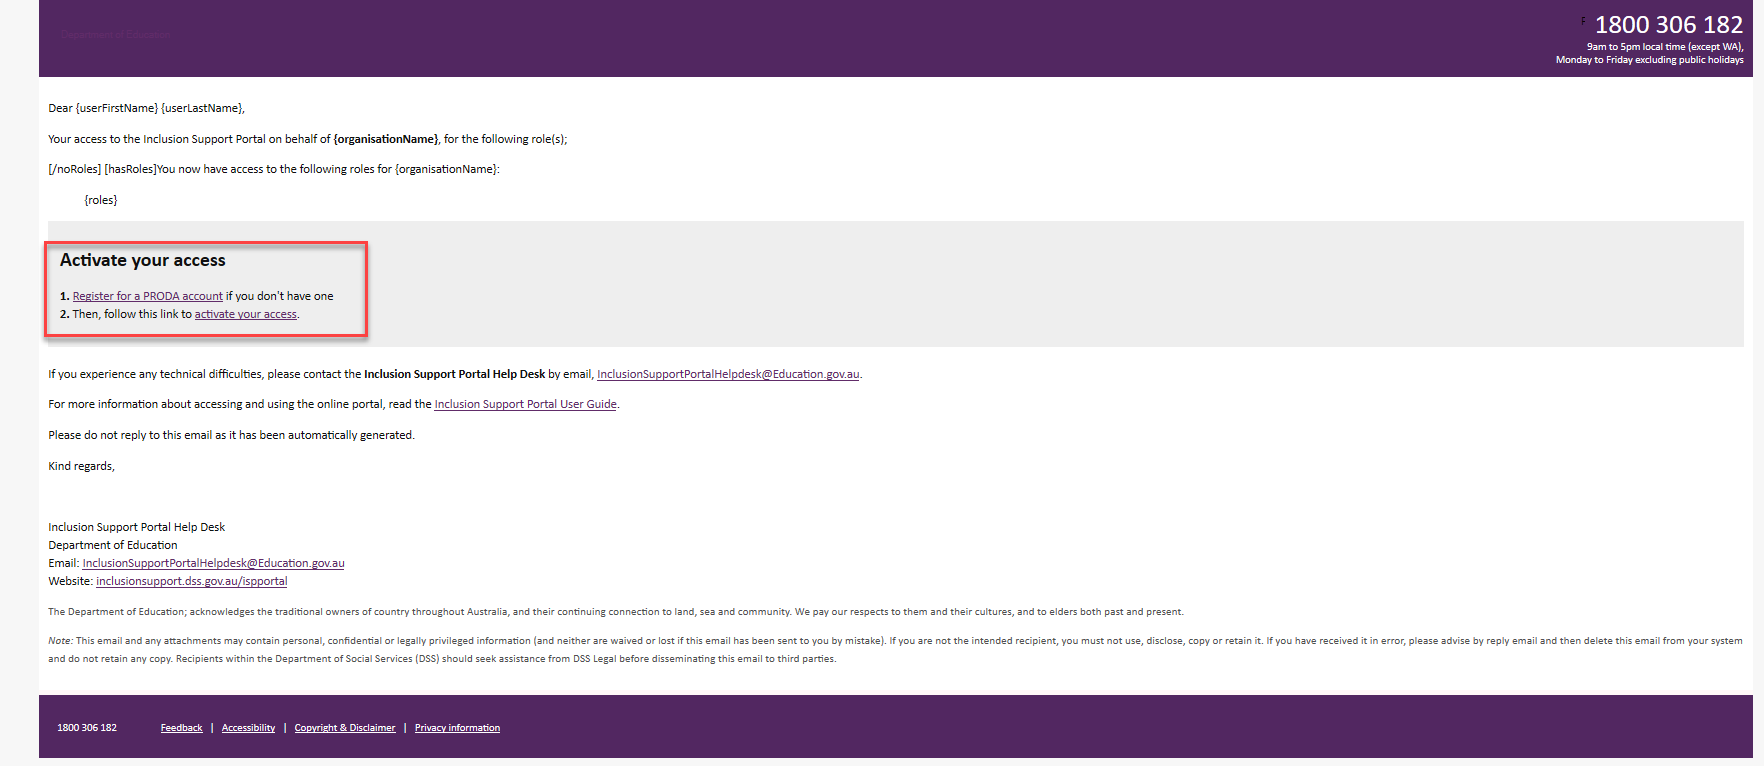 Department of Education
P 1800 306 182
9am to 5pm local time (except WA),
Monday to Friday excluding public holidays
Dear {userFirstName} {userLastName},
Your access to the Inclusion Support Portal on behalf of {organisationName}, for the following role(s);
[/noRoles] [hasRoles]You now have access to the following roles for {organisationName}:
{roles}
Activate your access
1. Register for a PRODA account if you don't have one
2. Then, follow this link to activate your access.
If you experience any technical difficulties, please contact the Inclusion Support Portal Help Desk by email, InclusionSupportPortalHelpdesk@Education.gov.au.
For more information about accessing and using the online portal, read the Inclusion Support Portal User Guide.
Please do not reply to this email as it has been automatically generated.
Kind regards,
Inclusion Support Portal Help Desk
Department of Education
Email: InclusionSupportPortalHelpdesk@Education.gov.au
Website: inclusionsupport.dss.gov.au/ispportal
The Department of Education; acknowledges the traditional owners of country throughout Australia, and their continuing connection to land, sea and community. We pay our respects to them and their cultures, and to elders both past and present.
Note: This email and any attachments may contain personal, confidential or legally privileged information (and neither are waived or lost if this email has been sent to you by mistake). If you are not the intended recipient, you must not use, disclose, copy or retain it. If you have received it in error, please advise by reply email and then delete this email from your system
and do not retain any copy. Recipients within the Department of Social Services (DSS) should seek assistance from DSS Legal before disseminating this email to third parties.
1800 306 182 Feedback | Accessibility | Copyright & Disclaimer | Privacy information